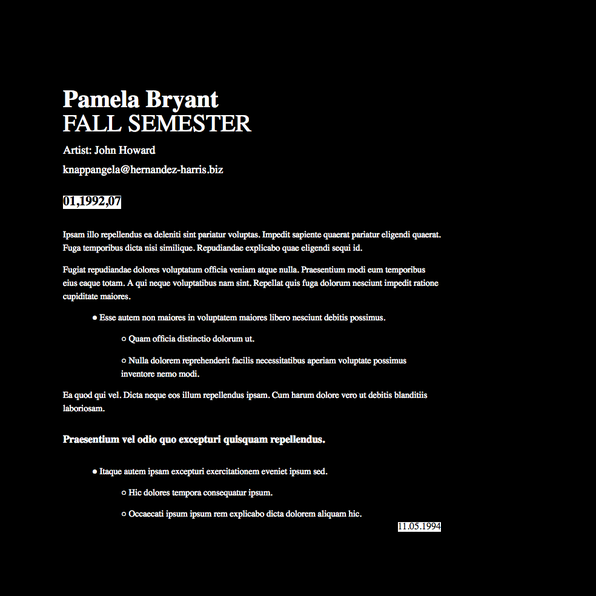 Pamela Bryant
FALL SEMESTER
Artist: John Howard
knappangela@hernandez-harris.biz
01,1992,07
Ipsam illo repellendus ea deleniti sint pariatur voluptas. Impedit sapiente quaerat pariatur eligendi quaerat.
Fuga temporibus dicta nisi similique. Repudiandae explicabo quae eligendi sequi id.
Fugiat repudiandae dolores voluptatum officia veniam atque nulla. Praesentium modi eum temporibus
eius eaque totam. A qui neque voluptatibus nam sint. Repellat quis fuga dolorum nesciunt impedit ratione
cupiditate maiores.
● Esse autem non maiores in voluptatem maiores libero nesciunt debitis possimus.
○ Quam officia distinctio dolorum ut.
○ Nulla dolorem reprehenderit facilis necessitatibus aperiam voluptate possimus
inventore nemo modi.
Ea quod qui vel. Dicta neque eos illum repellendus ipsam. Cum harum dolore vero ut debitis blanditiis
laboriosam.
Praesentium vel odio quo excepturi quisquam repellendus.
● Itaque autem ipsam excepturi exercitationem eveniet ipsum sed.
○ Hic dolores tempora consequatur ipsum.
○ Occaecati ipsum ipsum rem explicabo dicta dolorem aliquam hic.
11.05.1994